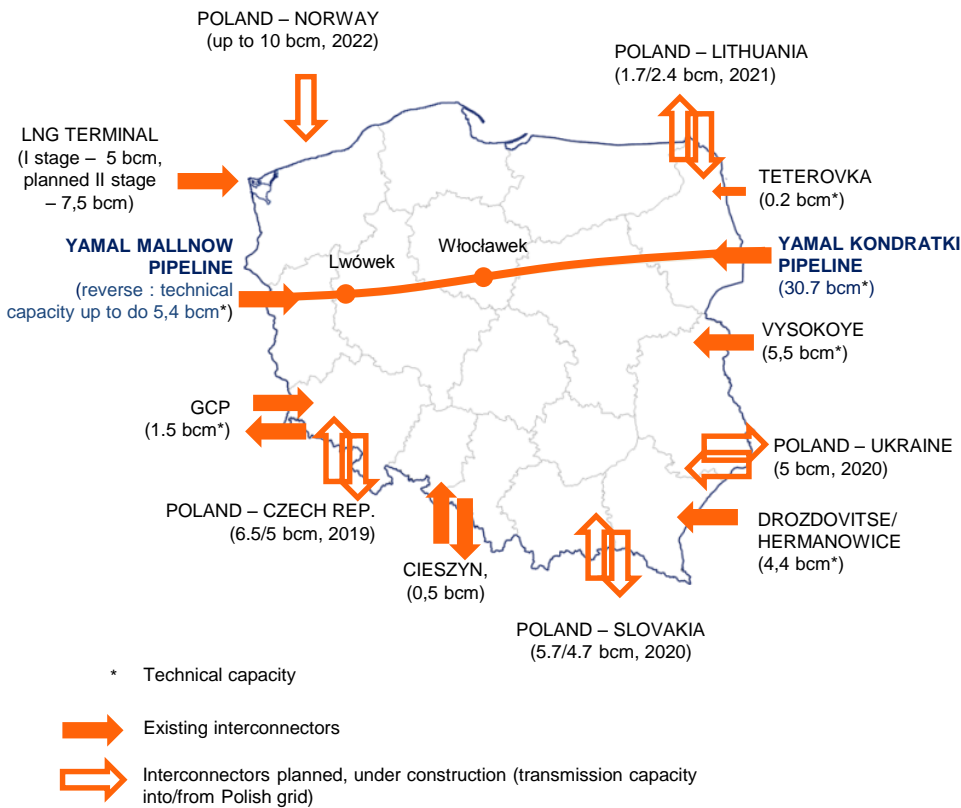 POLAND – NORWAY
(up to 10 bcm, 2022)
POLAND – LITHUANIA
(1.7/2.4 bcm, 2021)
LNG TERMINAL
(I stage – 5 bcm,
planned II stage
– 7,5 bcm)
TETEROVKA
(0.2 bcm*)
YAMAL MALLNOW
PIPELINE
(reverse : technical
capacity up to do 5,4 bcm*)
Lwówek
Włocławek
YAMAL KONDRATKI
PIPELINE
(30.7 bcm*)
VYSOKOYE
(5,5 bcm*)
GCP
(1.5 bcm*)
POLAND – UKRAINE
(5 bcm, 2020)
POLAND – CZECH REP.
(6.5/5 bcm, 2019)
CIESZYN,
(0,5 bcm)
DROZDOVITSE/
HERMANOWICE
(4,4 bcm*)
POLAND – SLOVAKIA
(5.7/4.7 bcm, 2020)
* Technical capacity
Existing interconnectors
Interconnectors planned, under construction (transmission capacity
into/from Polish grid)